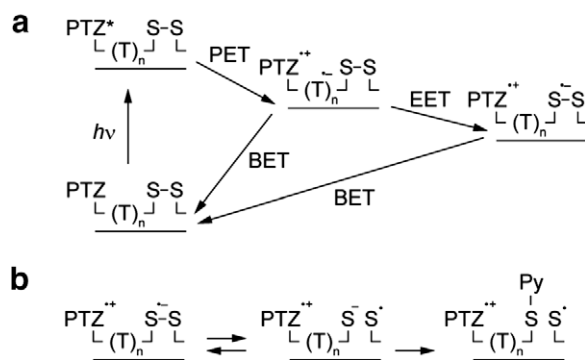 a
PTZ* S-S
(T)n
PET
PTZ•+ •− S-S
(T)n
EET
PTZ•+ •− S-S
(T)n
hν
BET
BET
PTZ S-S
(T)n
b
PTZ•+ •− S-S
(T)n
PTZ•+ S− S•
(T)n
Py
PTZ•+ S S•
(T)n